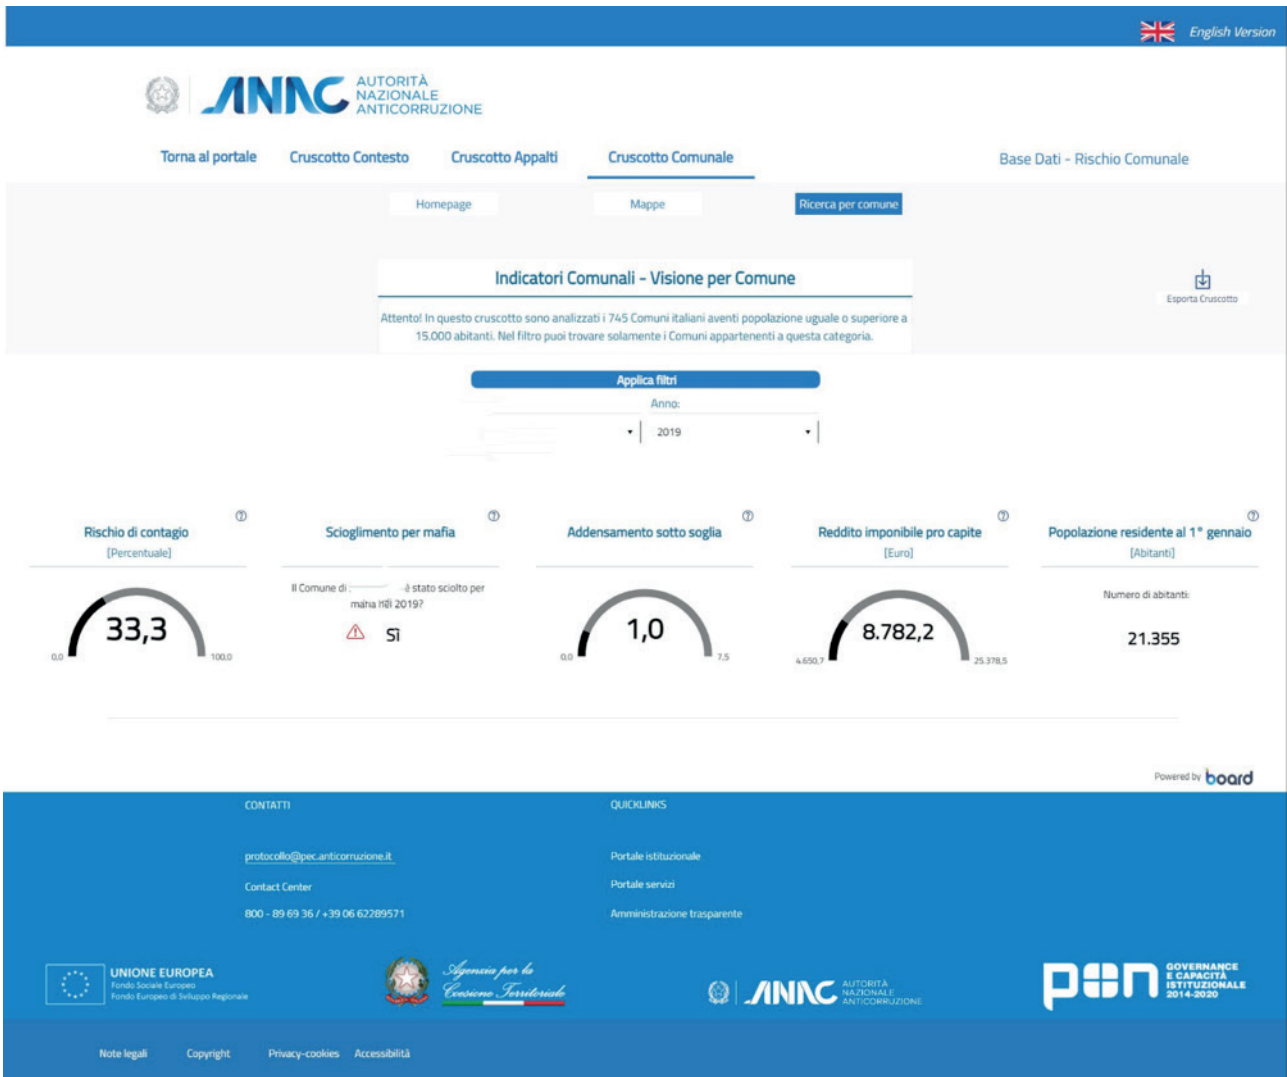 English Version
ANAC AUTORITÀ
NAZIONALE
ANTICORRUZIONE
Torna al portale Cruscotto Contesto Cruscotto Appalti Cruscotto Comunale Base Dati - Rischio Comunale
Homepage Mappe Ricerca per comune
Indicatori Comunali - Visione per Comune
Esporta Cruscotto
Attento! In questo cruscotto sono analizzati i 745 Comuni italiani aventi popolazione uguale o superiore a
15.000 abitanti. Nel filtro puoi trovare solamente i Comuni appartenenti a questa categoria.
Applica filtri
Anno:
2019
Rischio di contagio
[Percentuale]
33,3
0,0 100,0
Scioglimento per mafia
Il Comune di è stato sciolto per
mafia nel 2019?
Sì
Addensamento sotto soglia
1,0
0,0 7,5
Reddito imponibile pro capite
[Euro]
8.782,2
4.650,7 25.378,5
Popolazione residente al 1° gennaio
[Abitanti]
Numero di abitanti:
21.355
Powered by board
CONTATTI
protocollo@pec.anticorruzione.it
Contact Center
800 - 89 69 36 / +39 06 62289571
QUICKLINKS
Portale istituzionale
Portale servizi
Amministrazione trasparente
UNIONE EUROPEA
Fondo Sociale Europeo
Fondo Europeo di Sviluppo Regionale
Agenzia per la
Coesione Territoriale
ANAC AUTORITÀ
NAZIONALE
ANTICORRUZIONE
pon GOVERNANCE
E CAPACITÀ
ISTITUZIONALE
2014-2020
Note legali Copyright Privacy-cookies Accessibilità